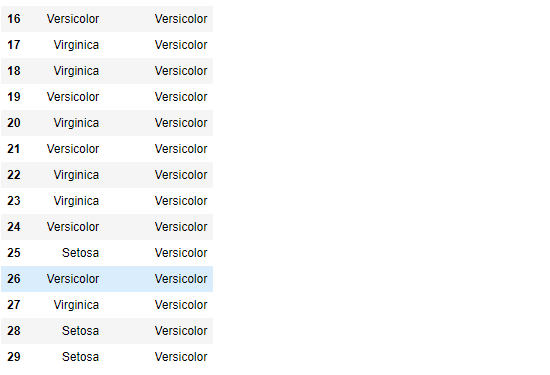 16 Versicolor Versicolor
17 Virginica Versicolor
18 Virginica Versicolor
19 Versicolor Versicolor
20 Virginica Versicolor
21 Versicolor Versicolor
22 Virginica Versicolor
23 Virginica Versicolor
24 Versicolor Versicolor
25 Setosa Versicolor
26 Versicolor Versicolor
27 Virginica Versicolor
28 Setosa Versicolor
29 Setosa Versicolor